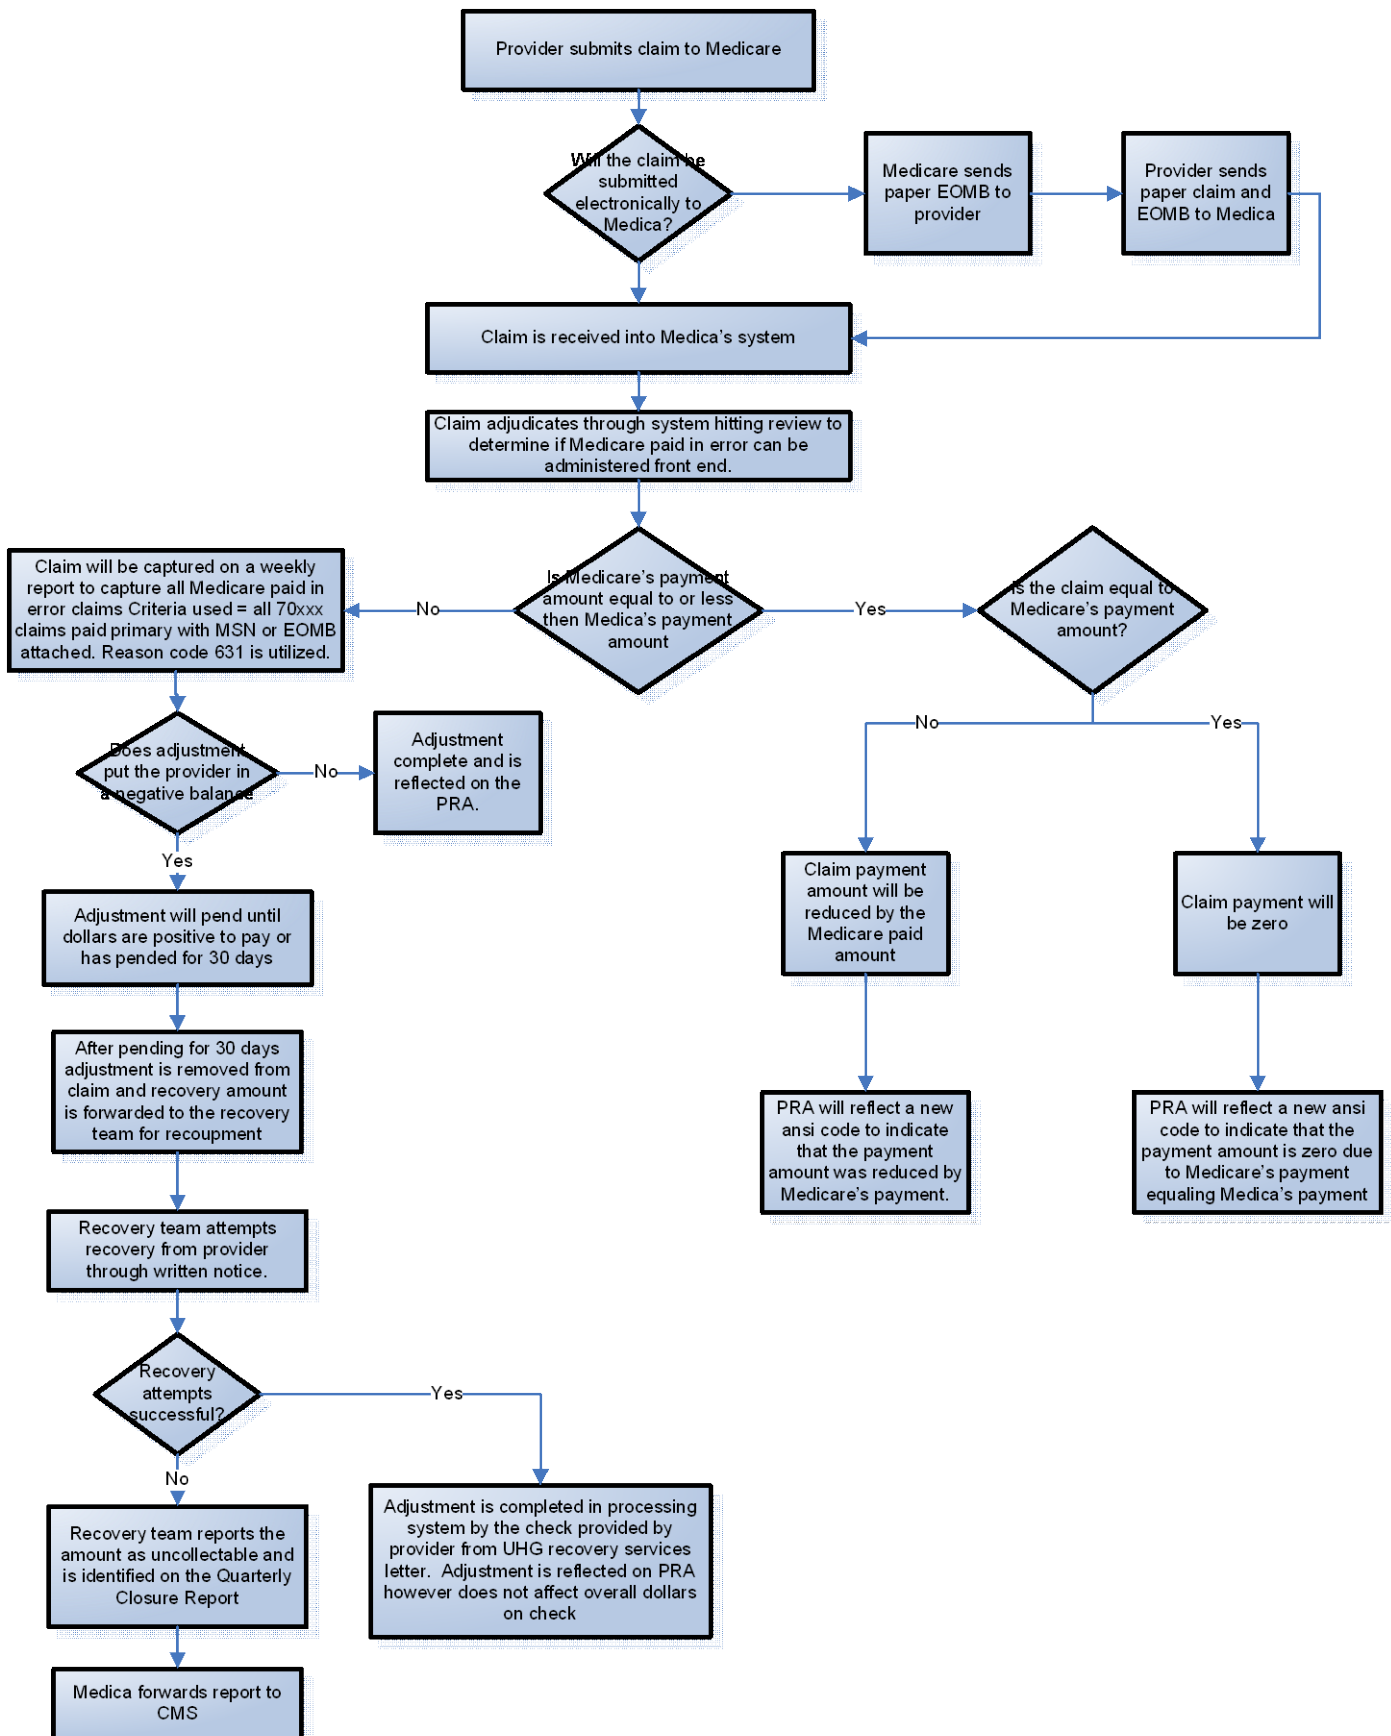 Provider submits claim to Medicare
Will the claim be
submitted
electronically to
Medica?
Medicare sends
paper EOMB to
provider
Provider sends
paper claim and
EOMB to Medica
Claim is received into Medica's system
Claim adjudicates through system hitting review to
determine if Medicare paid in error can be
administered front end.
Claim will be captured on a weekly
report to capture all Medicare paid in
error claims Criteria used = all 70xxx
claims paid primary with MSN or EOMB
attached. Reason code 631 is utilized.
No
Is Medicare's payment
amount equal to or less
then Medica's payment
amount
Yes
Is the claim equal to
Medicare's payment
amount?
No
Yes
Does adjustment
put the provider in
a negative balance
No
Adjustment
complete and is
reflected on the
PRA.
Yes
Claim payment
amount will be
reduced by the
Medicare paid
amount
Claim payment will
be zero
Adjustment will pend until
dollars are positive to pay or
has pended for 30 days
After pending for 30 days
adjustment is removed from
claim and recovery amount
is forwarded to the recovery
team for recoupment
PRA will reflect a new
ansi code to indicate
that the payment
amount was reduced by
Medicare's payment.
PRA will reflect a new ansi
code to indicate that the
payment amount is zero due
to Medicare's payment
equaling Medica's payment
Recovery team attempts
recovery from provider
through written notice.
Recovery
attempts
successful?
Yes
No
Adjustment is completed in processing
system by the check provided by
provider from UHG recovery services
letter.  Adjustment is reflected on PRA
however does not affect overall dollars
on check
Recovery team reports the
amount as uncollectable and
is identified on the Quarterly
Closure Report
Medica forwards report to
CMS